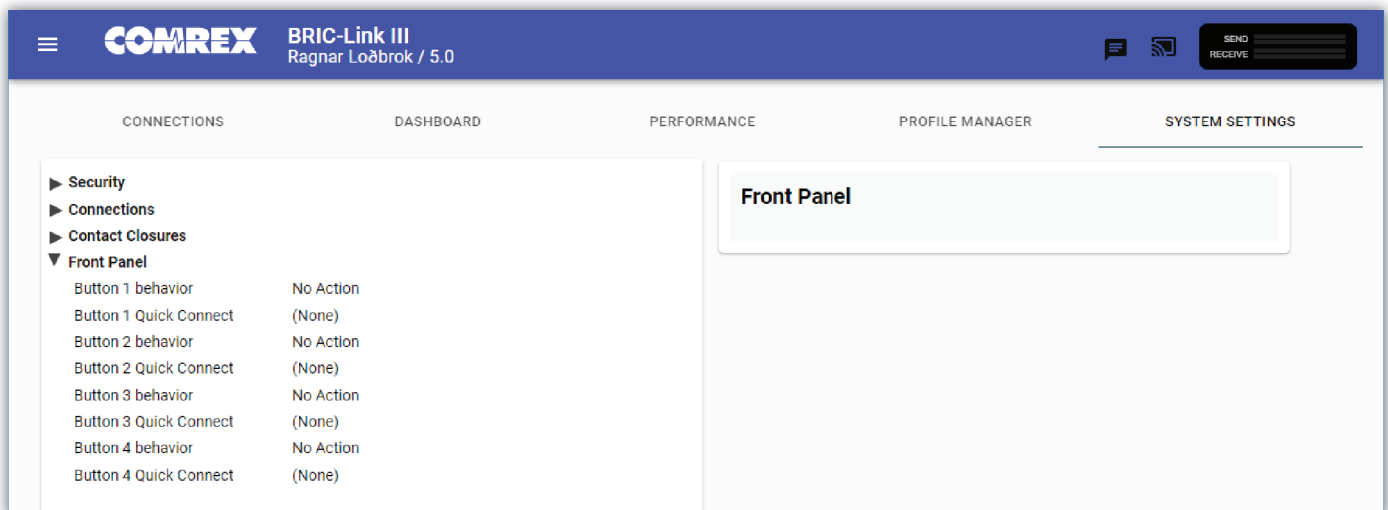 COMREX
BRIC-Link III
Ragnar Loðbrok / 5.0
SEND
RECEIVE
CONNECTIONS DASHBOARD PERFORMANCE PROFILE MANAGER SYSTEM SETTINGS
Security
Connections
Contact Closures
Front Panel
Button 1 behavior No Action
Button 1 Quick Connect (None)
Button 2 behavior No Action
Button 2 Quick Connect (None)
Button 3 behavior No Action
Button 3 Quick Connect (None)
Button 4 behavior No Action
Button 4 Quick Connect (None)
Front Panel